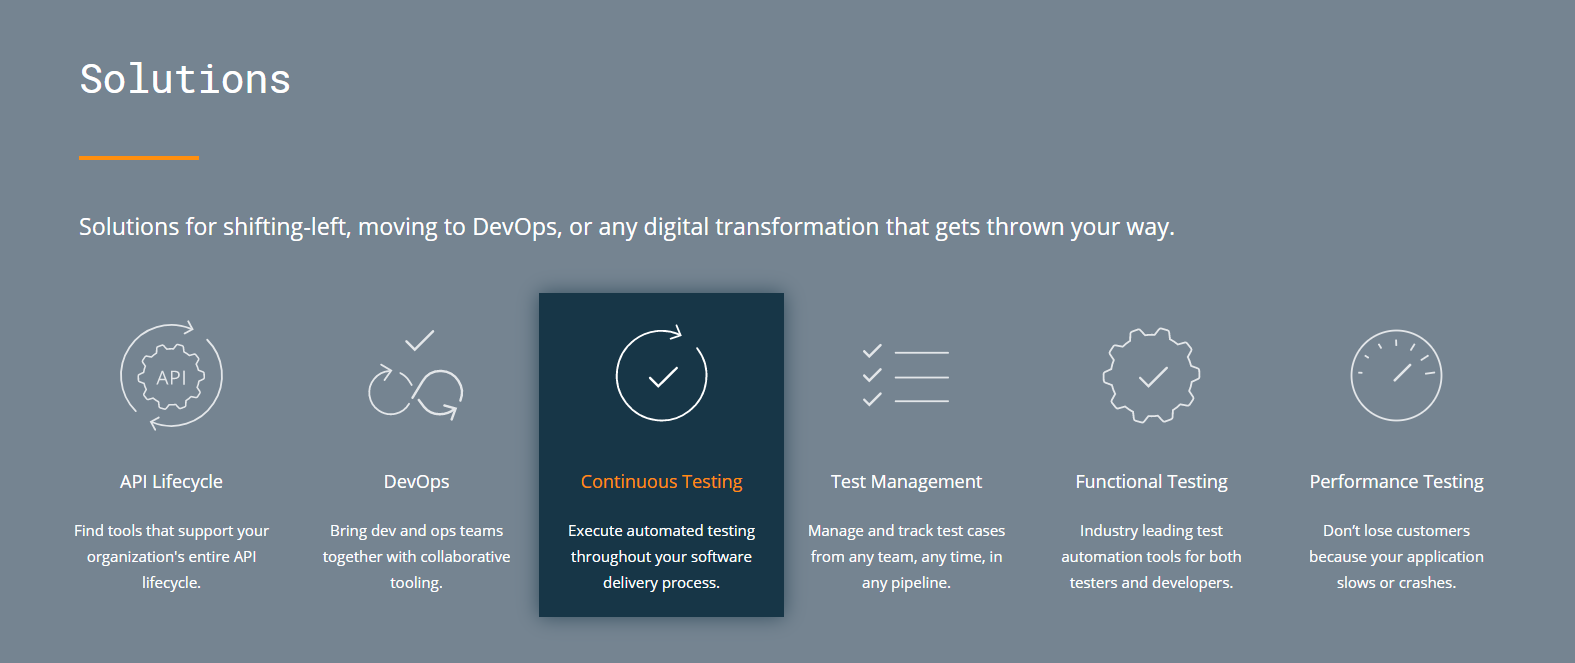 Solutions
Solutions for shifting-left, moving to DevOps, or any digital transformation that gets thrown your way.
API
API Lifecycle
Find tools that support your
organization's entire API
lifecycle.
DevOps
Bring dev and ops teams
together with collaborative
tooling.
Continuous Testing
Execute automated testing
throughout your software
delivery process.
Test Management
Manage and track test cases
from any team, any time, in
any pipeline.
Functional Testing
Industry leading test
automation tools for both
testers and developers.
Performance Testing
Don’t lose customers
because your application
slows or crashes.